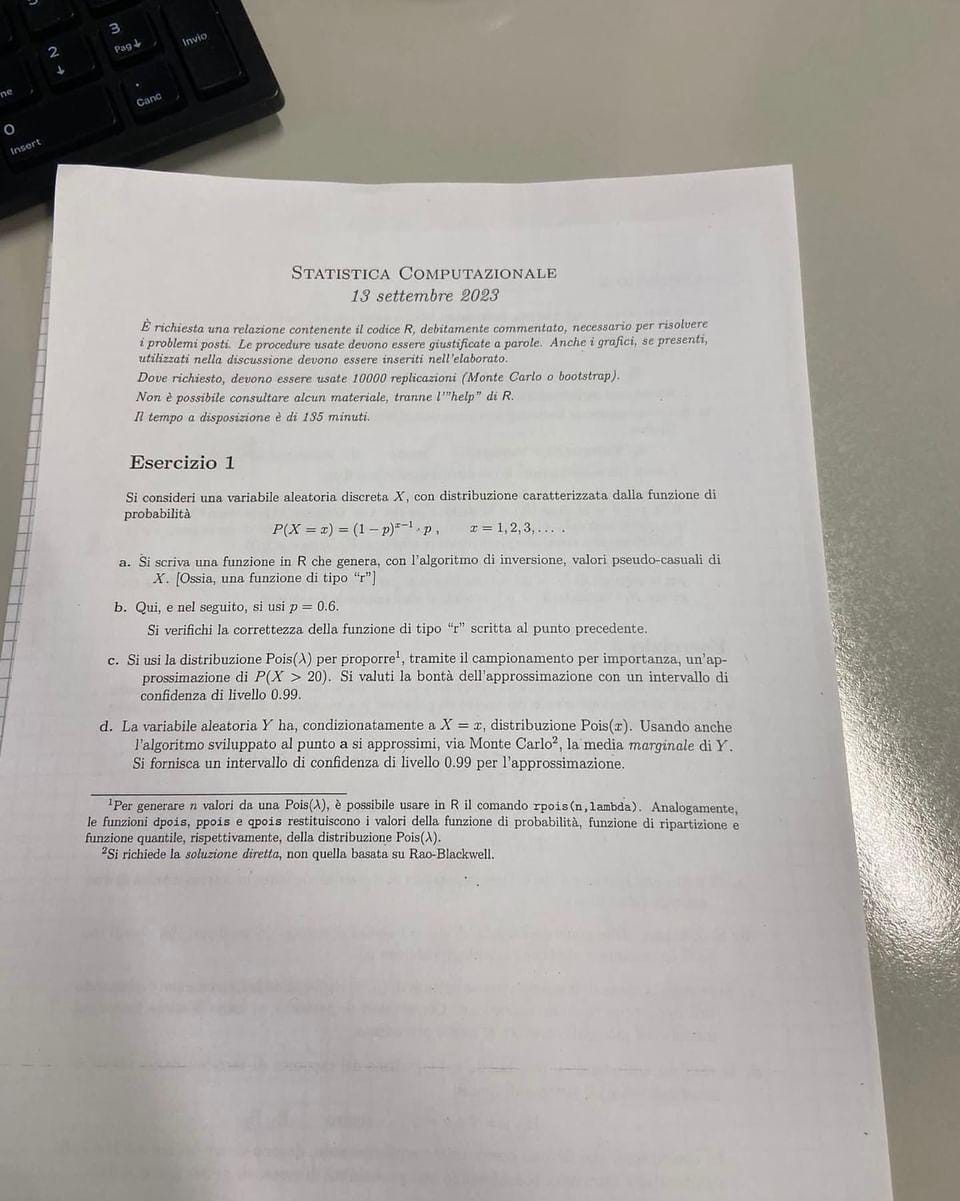 3
Pag↓
Invio
2
↓
.
Canc
ne
0
Insert
STATISTICA COMPUTAZIONALE
13 settembre 2023
È richiesta una relazione contenente il codice R, debitamente commentato, necessario per risolvere
i problemi posti. Le procedure usate devono essere giustificate a parole. Anche i grafici, se presenti,
utilizzati nella discussione devono essere inseriti nell'elaborato.
Dove richiesto, devono essere usate 10000 replicazioni (Monte Carlo o bootstrap).
Non è possibile consultare alcun materiale, tranne l'"help" di R.
Il tempo a disposizione è di 135 minuti.
Esercizio 1
Si consideri una variabile aleatoria discreta X, con distribuzione caratterizzata dalla funzione di
probabilità
P(X = x) = (1 − p)^{x−1} · p , x = 1, 2, 3, . . . .
a. Si scriva una funzione in R che genera, con l'algoritmo di inversione, valori pseudo-casuali di
X. [Ossia, una funzione di tipo "r"]
b. Qui, e nel seguito, si usi p = 0.6.
Si verifichi la correttezza della funzione di tipo "r" scritta al punto precedente.
c. Si usi la distribuzione Pois(λ) per proporre¹, tramite il campionamento per importanza, un'ap-
prossimazione di P(X > 20). Si valuti la bontà dell'approssimazione con un intervallo di
confidenza di livello 0.99.
d. La variabile aleatoria Y ha, condizionatamente a X = x, distribuzione Pois(x). Usando anche
l'algoritmo sviluppato al punto a si approssimi, via Monte Carlo², la media marginale di Y.
Si fornisca un intervallo di confidenza di livello 0.99 per l'approssimazione.
¹Per generare n valori da una Pois(λ), è possibile usare in R il comando rpois(n,lambda). Analogamente,
le funzioni dpois, ppois e qpois restituiscono i valori della funzione di probabilità, funzione di ripartizione e
funzione quantile, rispettivamente, della distribuzione Pois(λ).
²Si richiede la soluzione diretta, non quella basata su Rao-Blackwell.